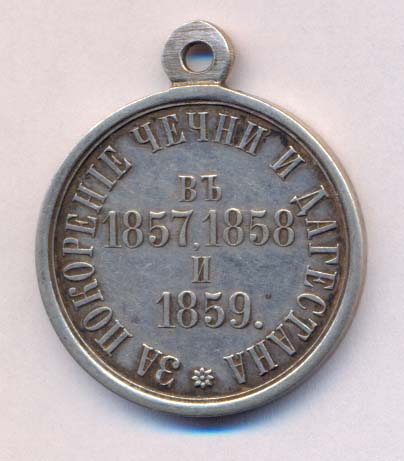 ЗА ПОКОРЕНІЕ ЧЕЧНИ И ДАГЕСТАНА
ВЪ
1857, 1858
И
1859.